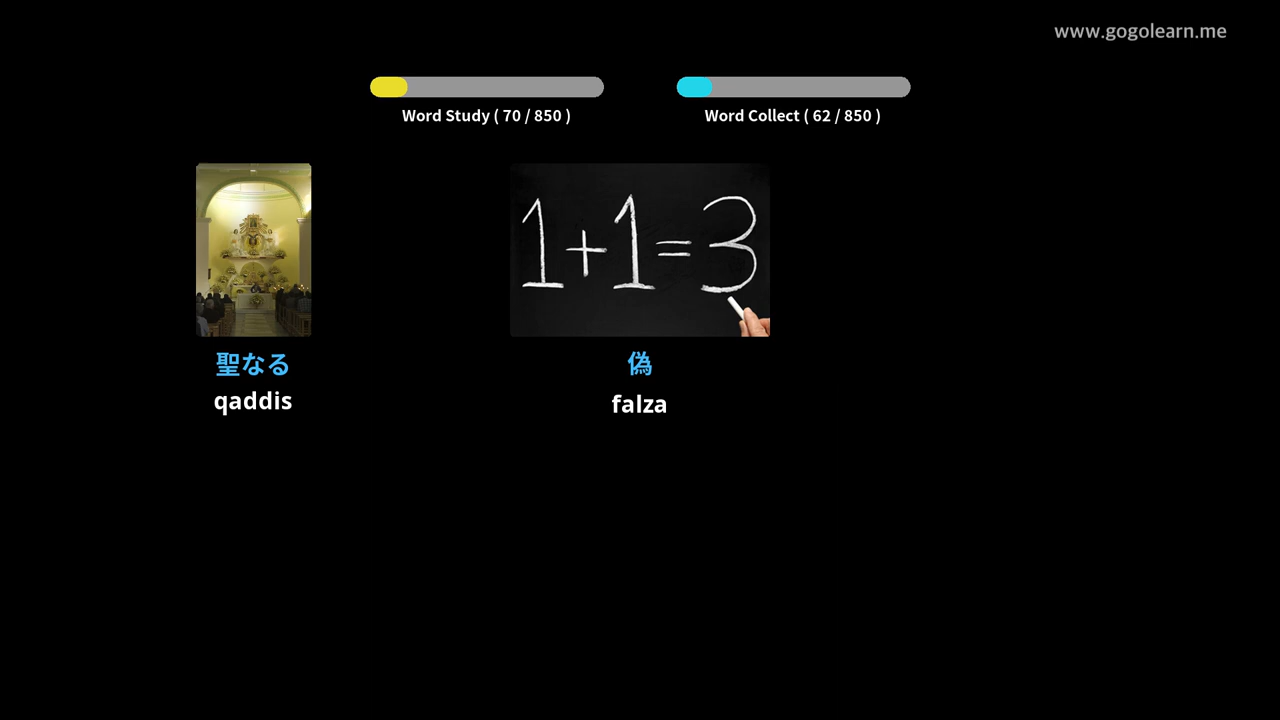 www.gogolearn.me
Word Study ( 70 / 850 )
Word Collect ( 62 / 850 )
1+1=3
聖なる
qaddis
偽
falza